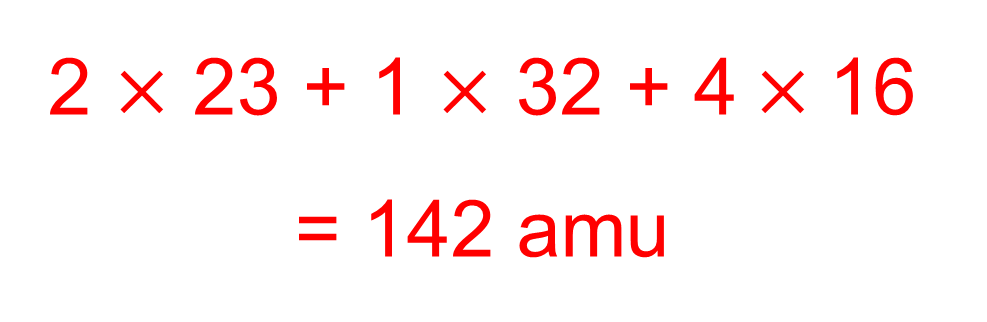 2 × 23 + 1 × 32 + 4 × 16
= 142 amu